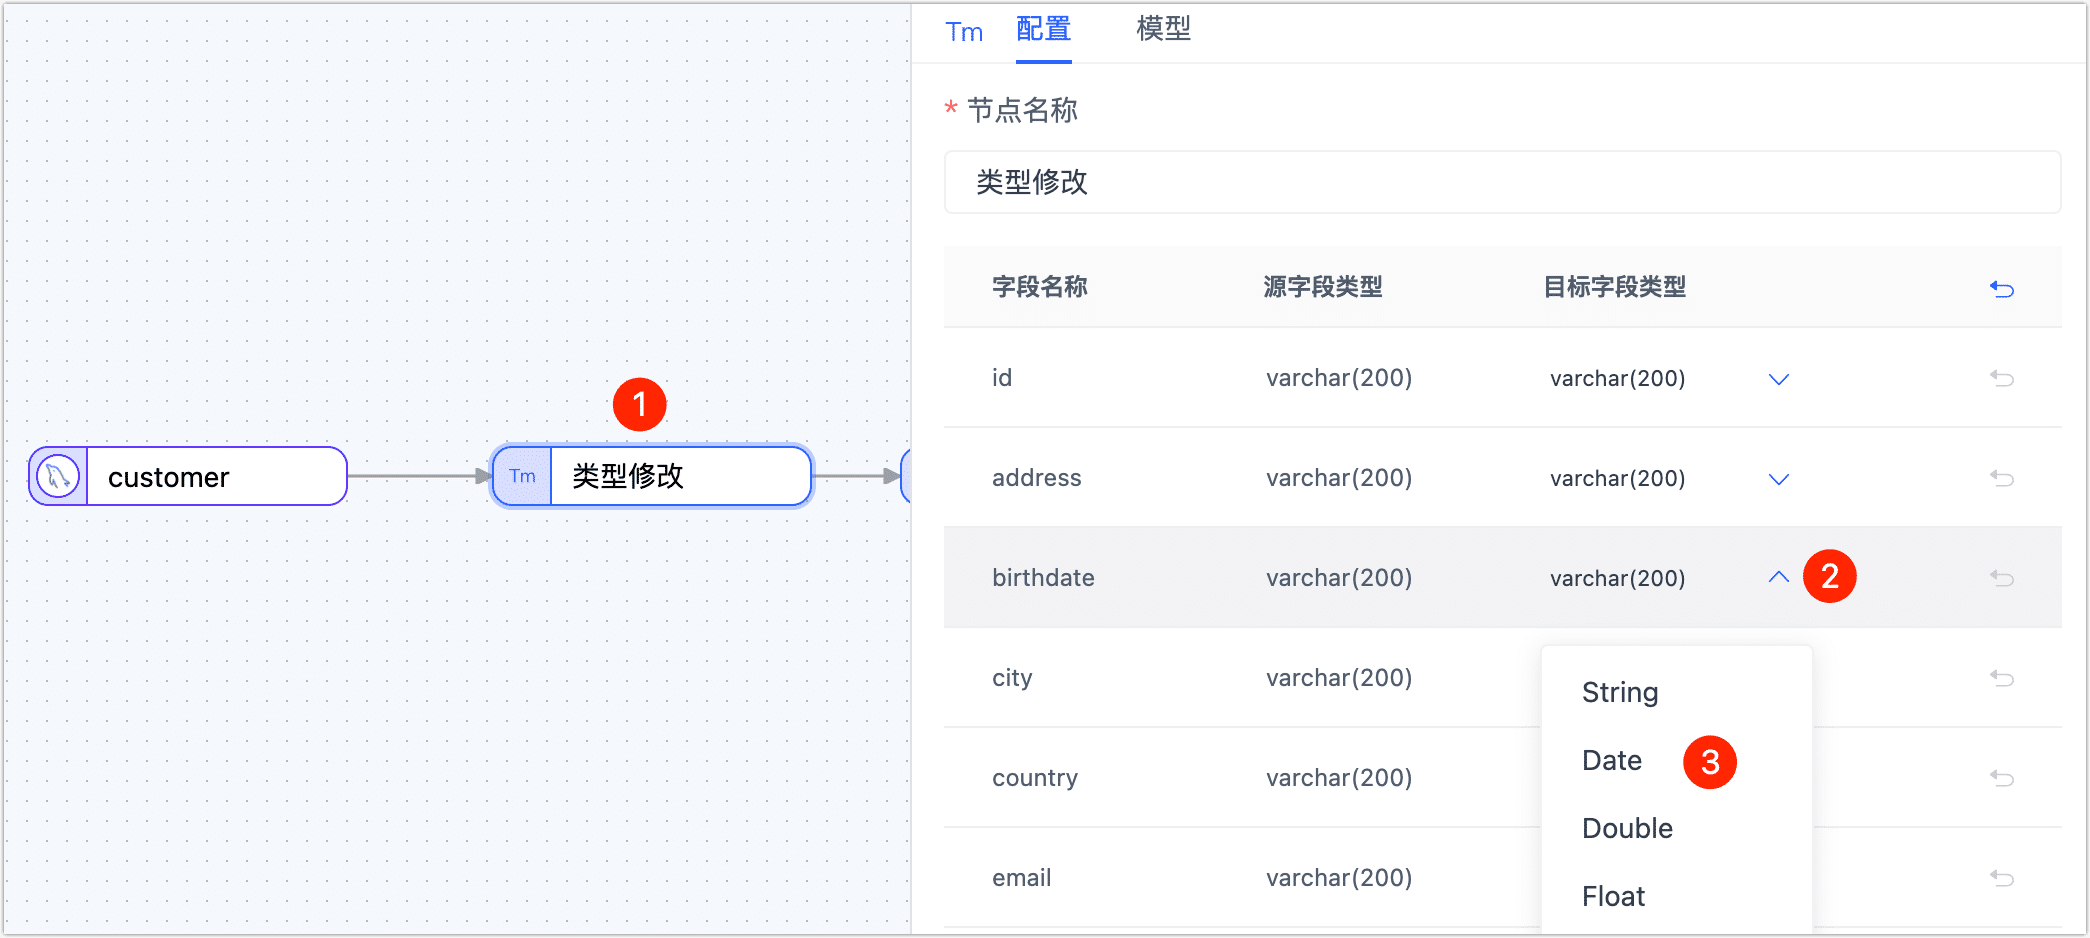 1
customer
Tm 类型修改
Tm 配置 模型
* 节点名称
类型修改
字段名称 源字段类型 目标字段类型
id varchar(200) varchar(200)
address varchar(200) varchar(200)
birthdate varchar(200) varchar(200) 2
city varchar(200)
country varchar(200)
email varchar(200)
String
Date 3
Double
Float